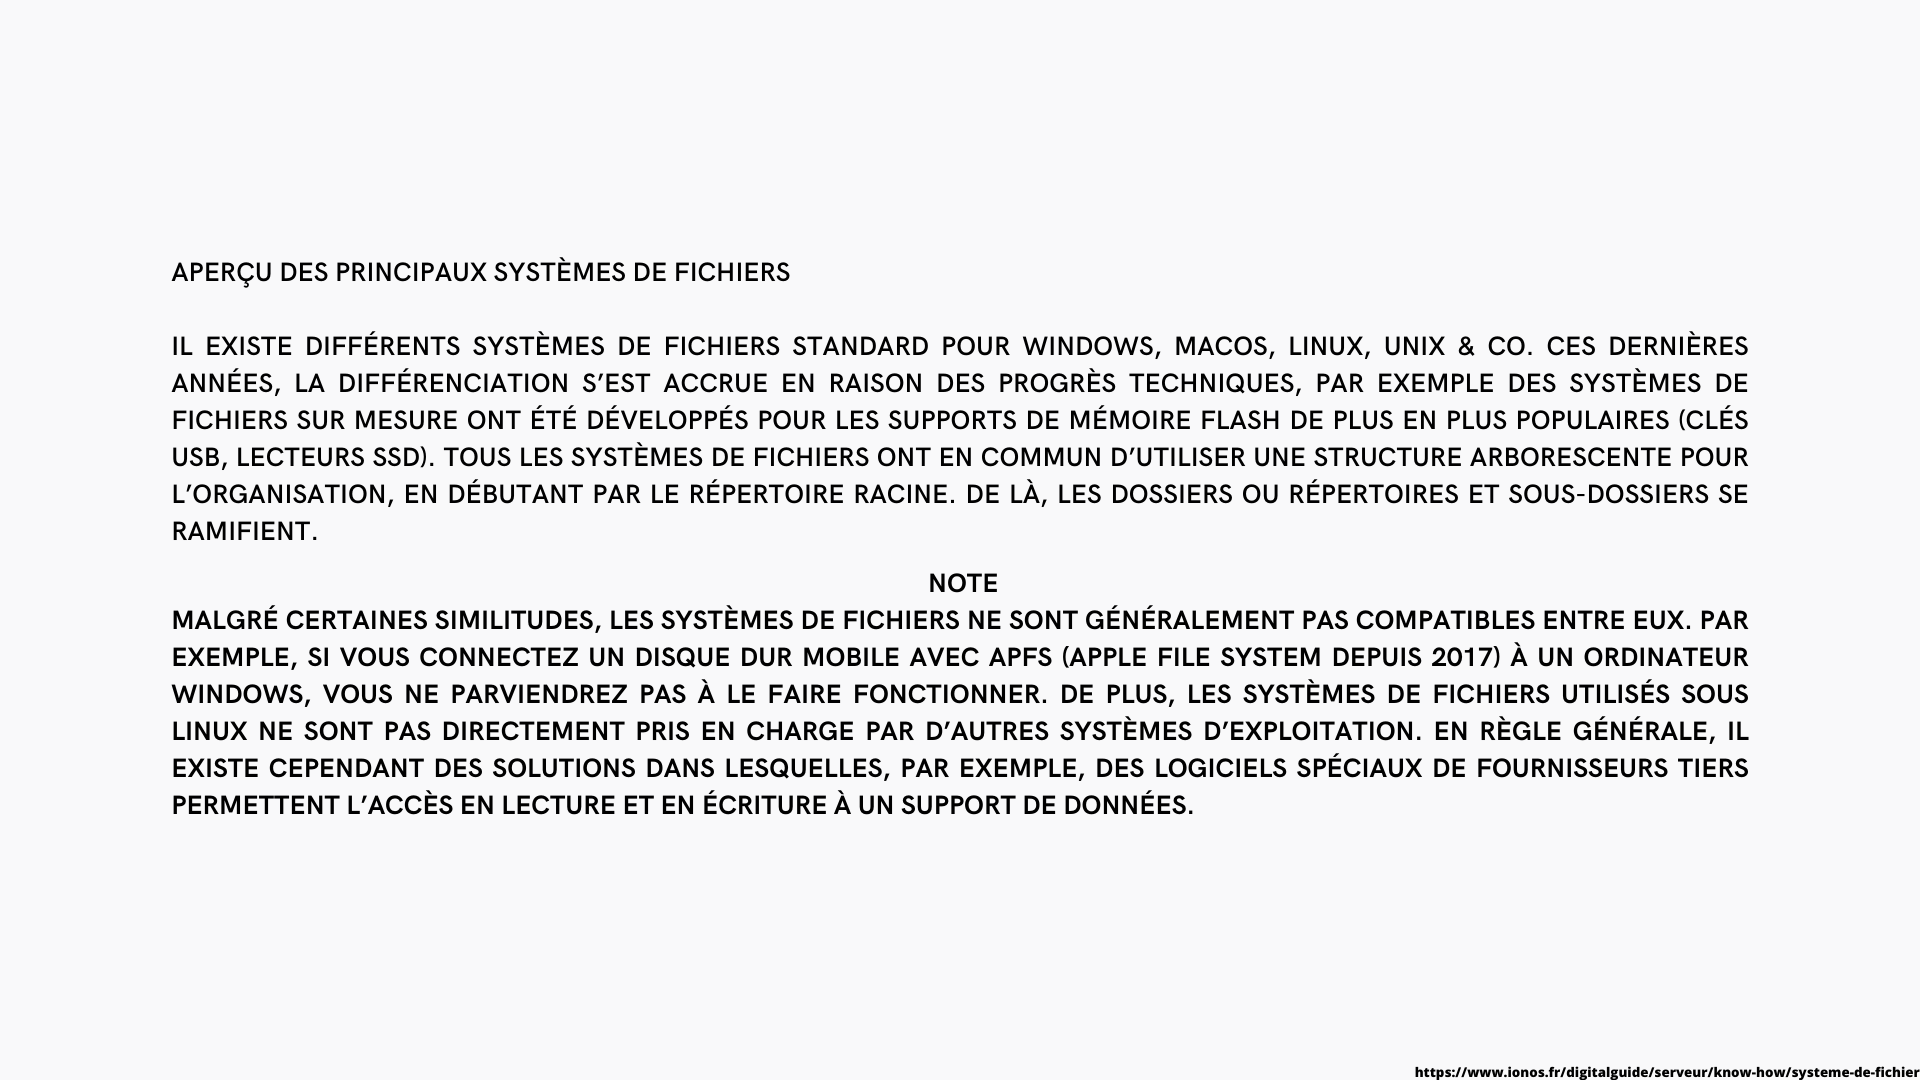 APERÇU DES PRINCIPAUX SYSTÈMES DE FICHIERS
IL EXISTE DIFFÉRENTS SYSTÈMES DE FICHIERS STANDARD POUR WINDOWS, MACOS, LINUX, UNIX & CO. CES DERNIÈRES
ANNÉES, LA DIFFÉRENCIATION S’EST ACCRUE EN RAISON DES PROGRÈS TECHNIQUES, PAR EXEMPLE DES SYSTÈMES DE
FICHIERS SUR MESURE ONT ÉTÉ DÉVELOPPÉS POUR LES SUPPORTS DE MÉMOIRE FLASH DE PLUS EN PLUS POPULAIRES (CLÉS
USB, LECTEURS SSD). TOUS LES SYSTÈMES DE FICHIERS ONT EN COMMUN D’UTILISER UNE STRUCTURE ARBORESCENTE POUR
L’ORGANISATION, EN DÉBUTANT PAR LE RÉPERTOIRE RACINE. DE LÀ, LES DOSSIERS OU RÉPERTOIRES ET SOUS-DOSSIERS SE
RAMIFIENT.
NOTE
MALGRÉ CERTAINES SIMILITUDES, LES SYSTÈMES DE FICHIERS NE SONT GÉNÉRALEMENT PAS COMPATIBLES ENTRE EUX. PAR
EXEMPLE, SI VOUS CONNECTEZ UN DISQUE DUR MOBILE AVEC APFS (APPLE FILE SYSTEM DEPUIS 2017) À UN ORDINATEUR
WINDOWS, VOUS NE PARVIENDREZ PAS À LE FAIRE FONCTIONNER. DE PLUS, LES SYSTÈMES DE FICHIERS UTILISÉS SOUS
LINUX NE SONT PAS DIRECTEMENT PRIS EN CHARGE PAR D’AUTRES SYSTÈMES D’EXPLOITATION. EN RÈGLE GÉNÉRALE, IL
EXISTE CEPENDANT DES SOLUTIONS DANS LESQUELLES, PAR EXEMPLE, DES LOGICIELS SPÉCIAUX DE FOURNISSEURS TIERS
PERMETTENT L’ACCÈS EN LECTURE ET EN ÉCRITURE À UN SUPPORT DE DONNÉES.
https://www.ionos.fr/digitalguide/serveur/know-how/systeme-de-fichier